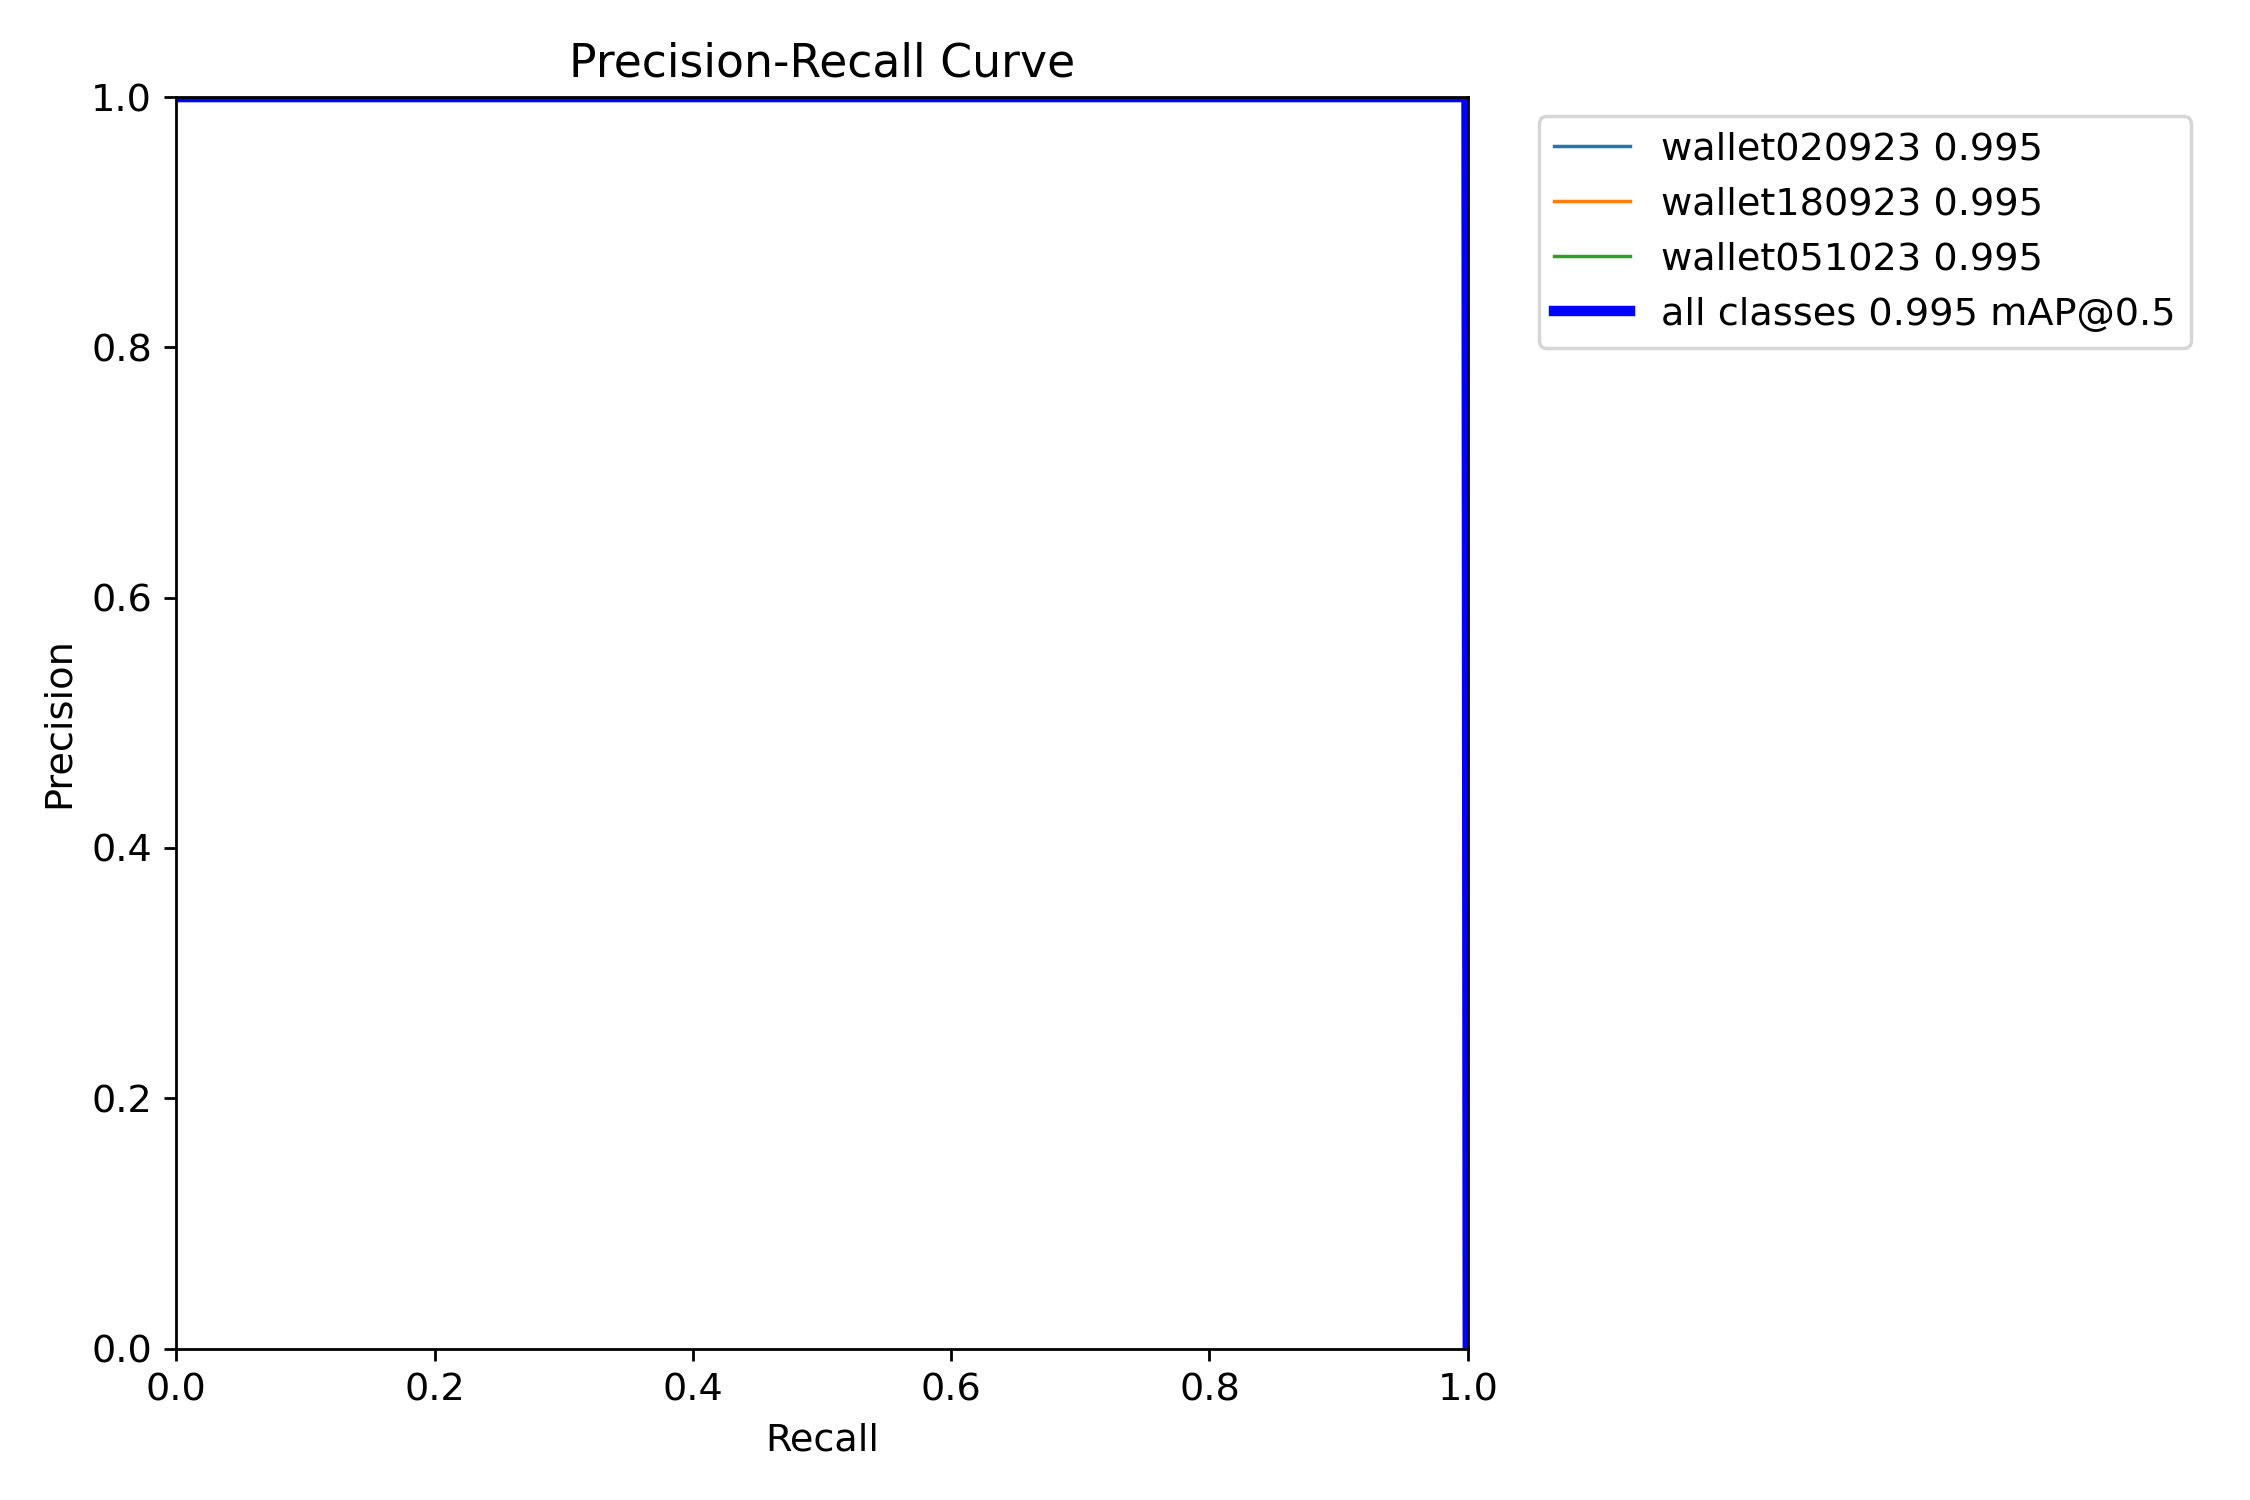 Precision-Recall Curve
1.0
0.8
0.6
0.4
0.2
0.0
Precision
0.0 0.2 0.4 0.6 0.8 1.0
Recall
wallet020923 0.995
wallet180923 0.995
wallet051023 0.995
all classes 0.995 mAP@0.5